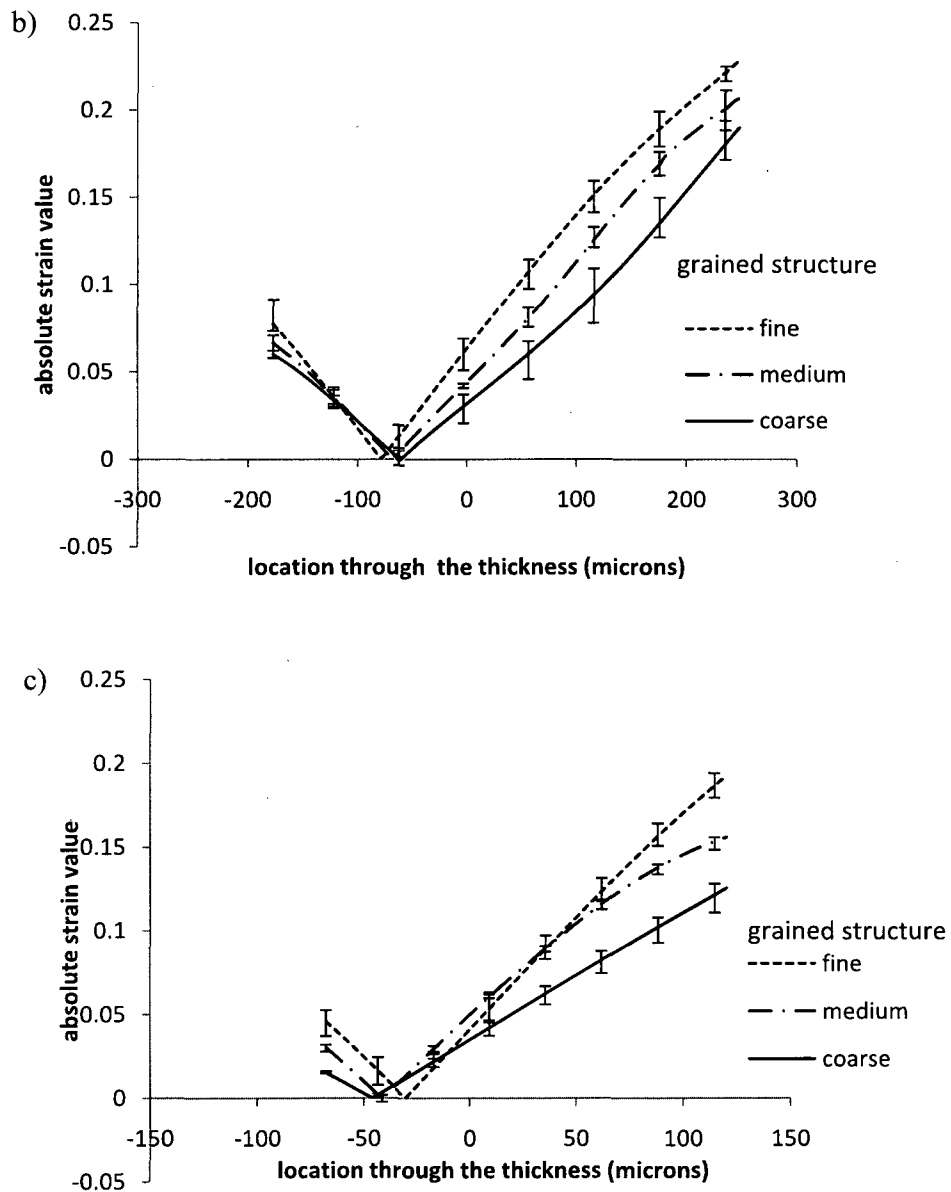 b)
0.25
0.2
0.15
0.1
0.05
0
-0.05
absolute strain value
-300 -200 -100 0 100 200 300
location through the thickness (microns)
grained structure
fine
medium
coarse
c)
0.25
0.2
0.15
0.1
0.05
0
-0.05
absolute strain value
-150 -100 -50 0 50 100 150
location through the thickness (microns)
grained structure
fine
medium
coarse